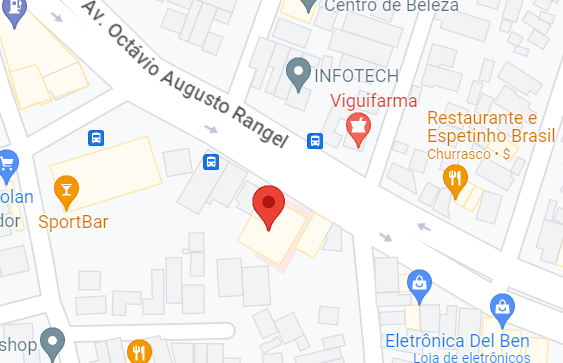 Centro de Beleza
Av. Octávio Augusto Rangel
INFOTECH
Viguifarma
Restaurante e
Espetinho Brasil
Churrasco • $
olan
dor
SportBar
Eletrônica Del Ben
Loja de eletrônicos
shop